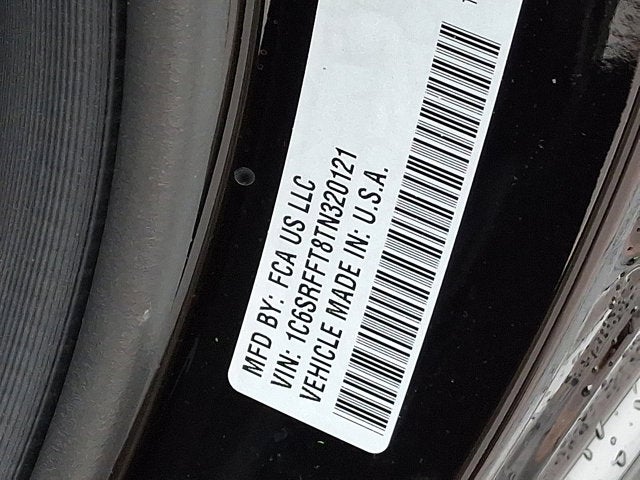 MFD BY: FCA US LLC
VIN: 1C6SRFFT8TN320121
VEHICLE MADE IN: U.S.A.